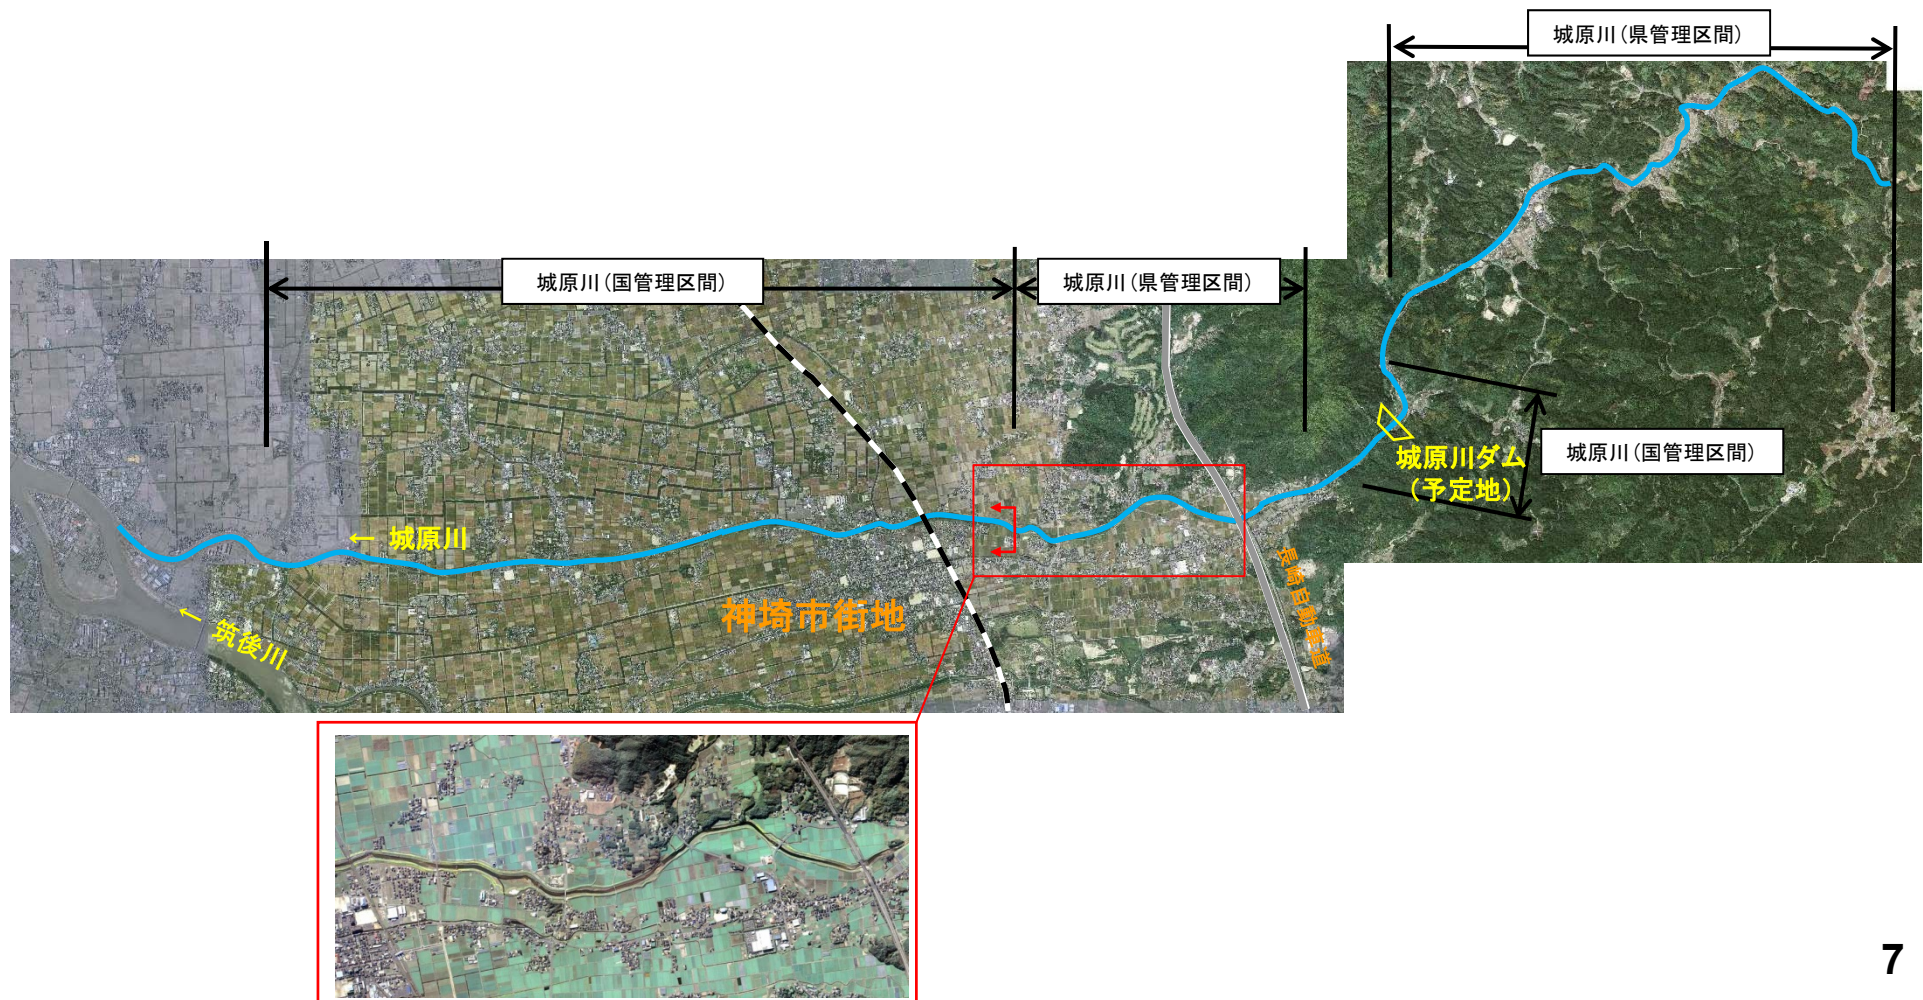 城原川(県管理区間)
城原川(国管理区間)
城原川(県管理区間)
城原川ダム
(予定地)
城原川(国管理区間)
← 城原川
← 筑後川
神埼市街地
長崎自動車道
7